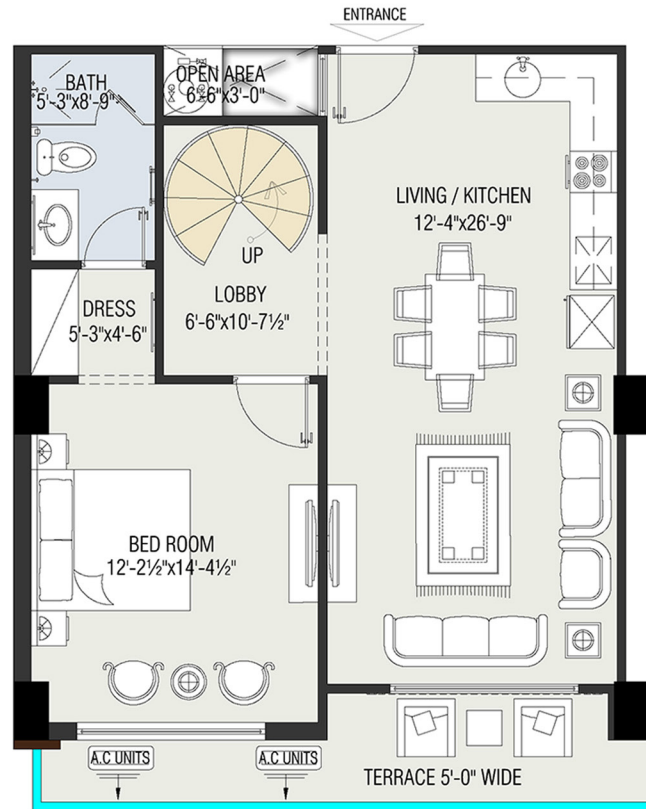 ENTRANCE
BATH
5'-3"x8'-9"
OPEN AREA
6'-6"x3'-0"
LIVING / KITCHEN
12'-4"x26'-9"
UP
LOBBY
6'-6"x10'-7½"
DRESS
5'-3"x4'-6"
BED ROOM
12'-2½"x14'-4½"
A.C UNITS
A.C UNITS
TERRACE 5'-0" WIDE